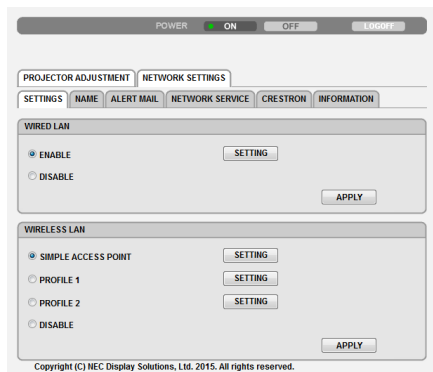 POWER ON OFF LOGOFF
PROJECTOR ADJUSTMENT NETWORK SETTINGS
SETTINGS NAME ALERT MAIL NETWORK SERVICE CRESTRON INFORMATION
WIRED LAN
ENABLE SETTING
DISABLE
APPLY
WIRELESS LAN
SIMPLE ACCESS POINT SETTING
PROFILE 1 SETTING
PROFILE 2 SETTING
DISABLE
APPLY
Copyright (C) NEC Display Solutions, Ltd. 2015. All rights reserved.